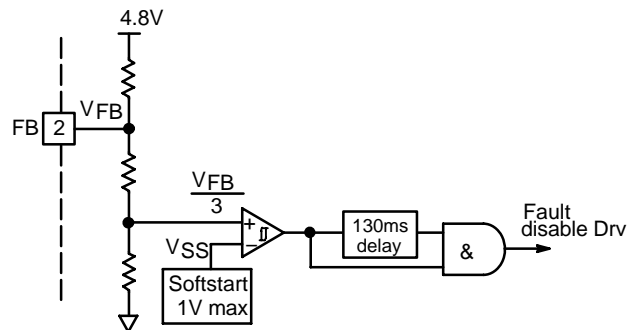 4.8V
VFB
FB
2
VFB
3
+
−
VSS
Softstart
1V max
130ms
delay
&
Fault
disable Drv